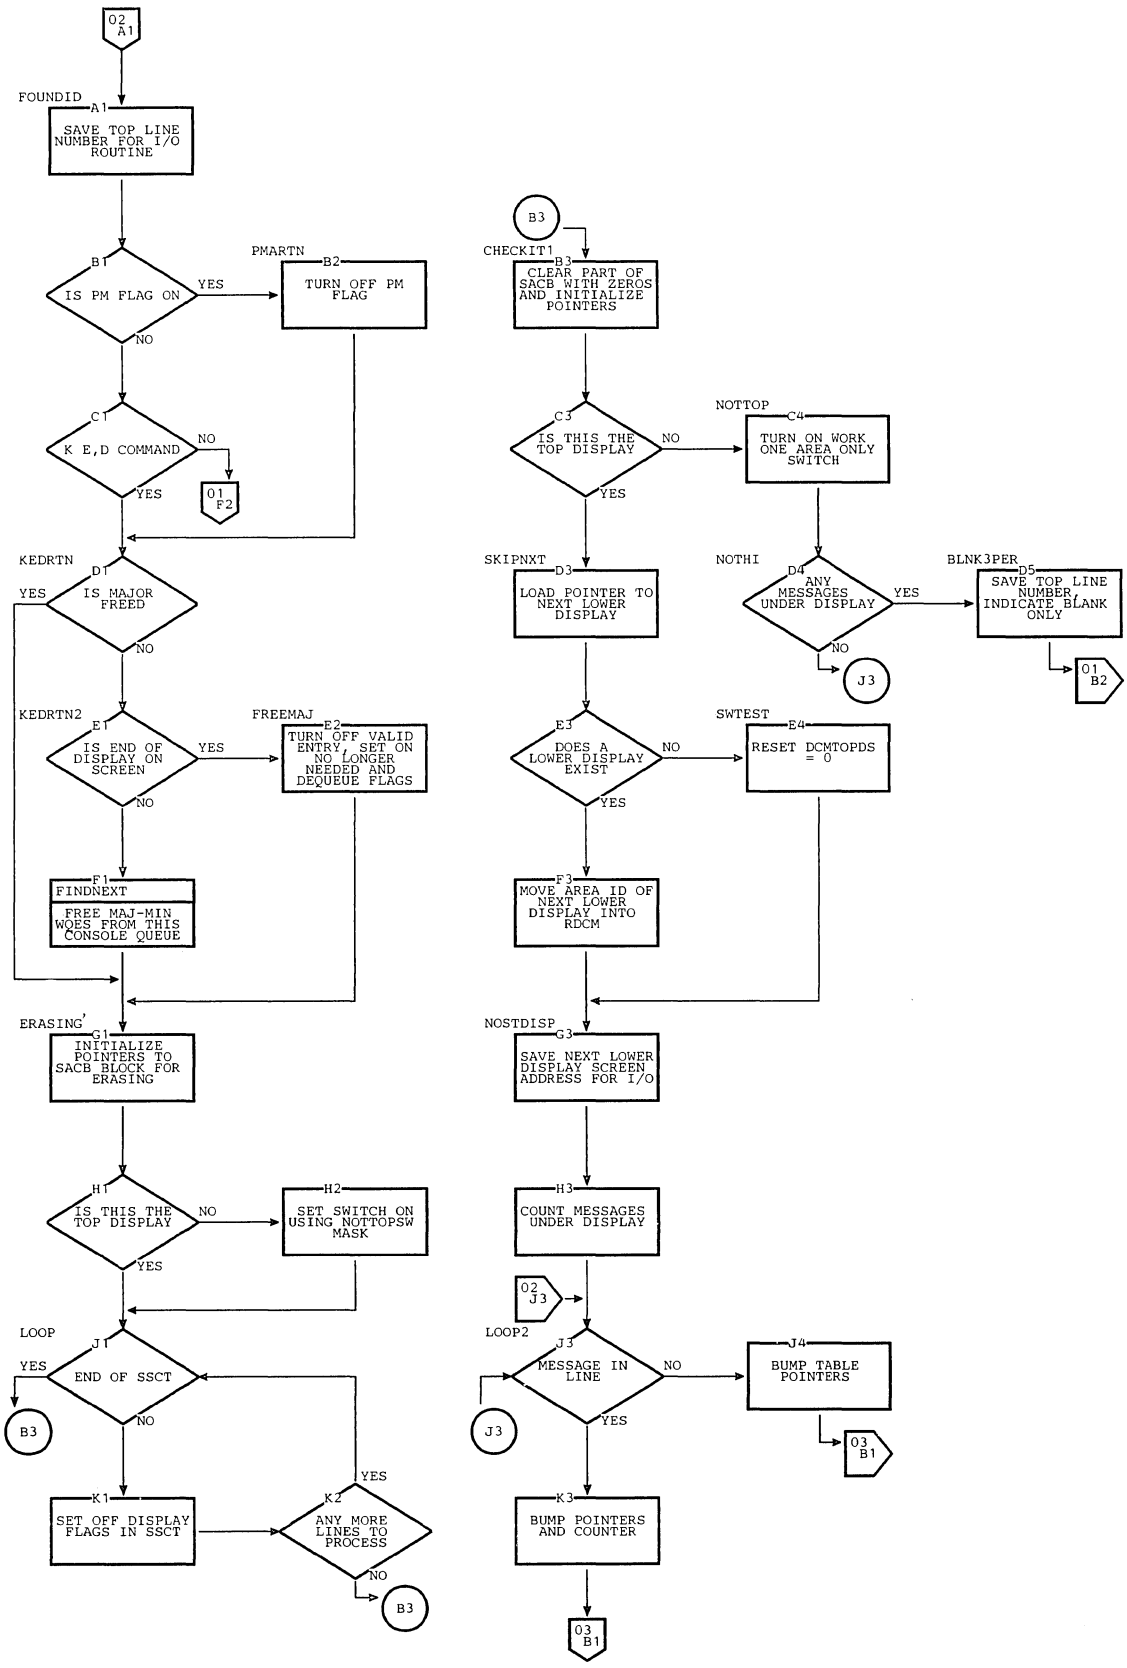 02
A1
FOUNDID
A1
SAVE TOP LINE
NUMBER FOR I/O
ROUTINE
B1
IS PM FLAG ON
YES
NO
PMARTN
B2
TURN OFF PM
FLAG
C1
K E,D COMMAND
NO
YES
01
F2
KEDRTN
D1
IS MAJOR
FREED
YES
NO
KEDRTN2
E1
IS END OF
DISPLAY ON
SCREEN
YES
NO
FREEMAJ
E2
TURN OFF VALID
ENTRY, SET ON
NO LONGER
NEEDED AND
DEQUEUE FLAGS
F1
FINDNEXT
FREE MAJ-MIN
WQES FROM THIS
CONSOLE QUEUE
ERASING'
G1
INITIALIZE
POINTERS TO
SACB BLOCK FOR
ERASING
H1
IS THIS THE
TOP DISPLAY
NO
YES
H2
SET SWITCH ON
USING NOTTOPSW
MASK
LOOP
J1
END OF SSCT
YES
NO
B3
K1
SET OFF DISPLAY
FLAGS IN SSCT
K2
ANY MORE
LINES TO
PROCESS
YES
NO
B3
B3
CHECKIT1
B3
CLEAR PART OF
SACB WITH ZEROS
AND INITIALIZE
POINTERS
C3
IS THIS THE
TOP DISPLAY
NO
YES
NOTTOP
C4
TURN ON WORK
ONE AREA ONLY
SWITCH
SKIPNXT
D3
LOAD POINTER TO
NEXT LOWER
DISPLAY
NOTHI
D4
ANY
MESSAGES
UNDER DISPLAY
YES
NO
J3
BLNK3PER
D5
SAVE TOP LINE
NUMBER,
INDICATE BLANK
ONLY
01
B2
E3
DOES A
LOWER DISPLAY
EXIST
NO
YES
SWTEST
E4
RESET DCMTOPDS
= 0
F3
MOVE AREA ID OF
NEXT LOWER
DISPLAY INTO
RDCM
NOSTDISP
G3
SAVE NEXT LOWER
DISPLAY SCREEN
ADDRESS FOR I/O
H3
COUNT MESSAGES
UNDER DISPLAY
02
J3
LOOP2
J3
MESSAGE IN
LINE
NO
YES
J3
J4
BUMP TABLE
POINTERS
03
B1
K3
BUMP POINTERS
AND COUNTER
03
B1